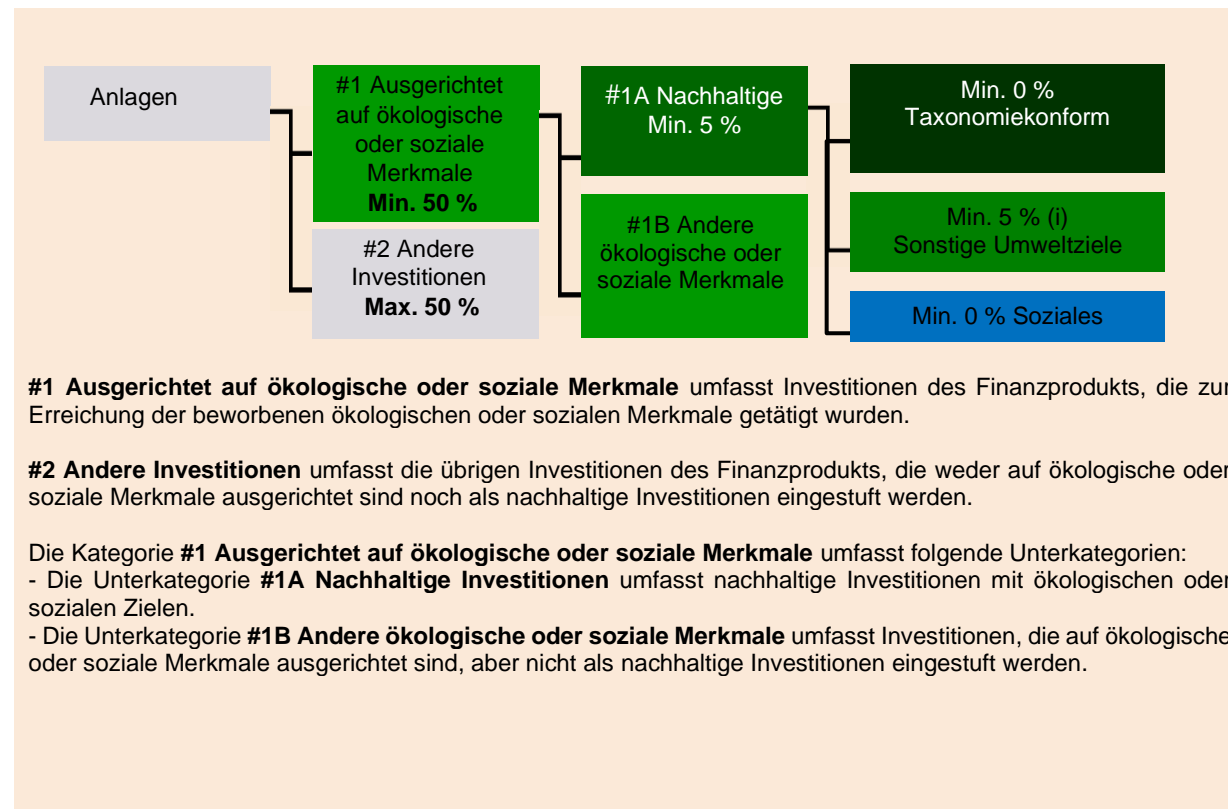 Anlagen
#1 Ausgerichtet
auf ökologische
oder soziale
Merkmale
Min. 50 %
#2 Andere
Investitionen
Max. 50 %
#1A Nachhaltige
Min. 5 %
#1B Andere
ökologische oder
soziale Merkmale
Min. 0 %
Taxonomiekonform
Min. 5 % (i)
Sonstige Umweltziele
Min. 0 % Soziales
#1 Ausgerichtet auf ökologische oder soziale Merkmale umfasst Investitionen des Finanzprodukts, die zur
Erreichung der beworbenen ökologischen oder sozialen Merkmale getätigt wurden.
#2 Andere Investitionen umfasst die übrigen Investitionen des Finanzprodukts, die weder auf ökologische oder
soziale Merkmale ausgerichtet sind noch als nachhaltige Investitionen eingestuft werden.
Die Kategorie #1 Ausgerichtet auf ökologische oder soziale Merkmale umfasst folgende Unterkategorien:
- Die Unterkategorie #1A Nachhaltige Investitionen umfasst nachhaltige Investitionen mit ökologischen oder
sozialen Zielen.
- Die Unterkategorie #1B Andere ökologische oder soziale Merkmale umfasst Investitionen, die auf ökologische
oder soziale Merkmale ausgerichtet sind, aber nicht als nachhaltige Investitionen eingestuft werden.